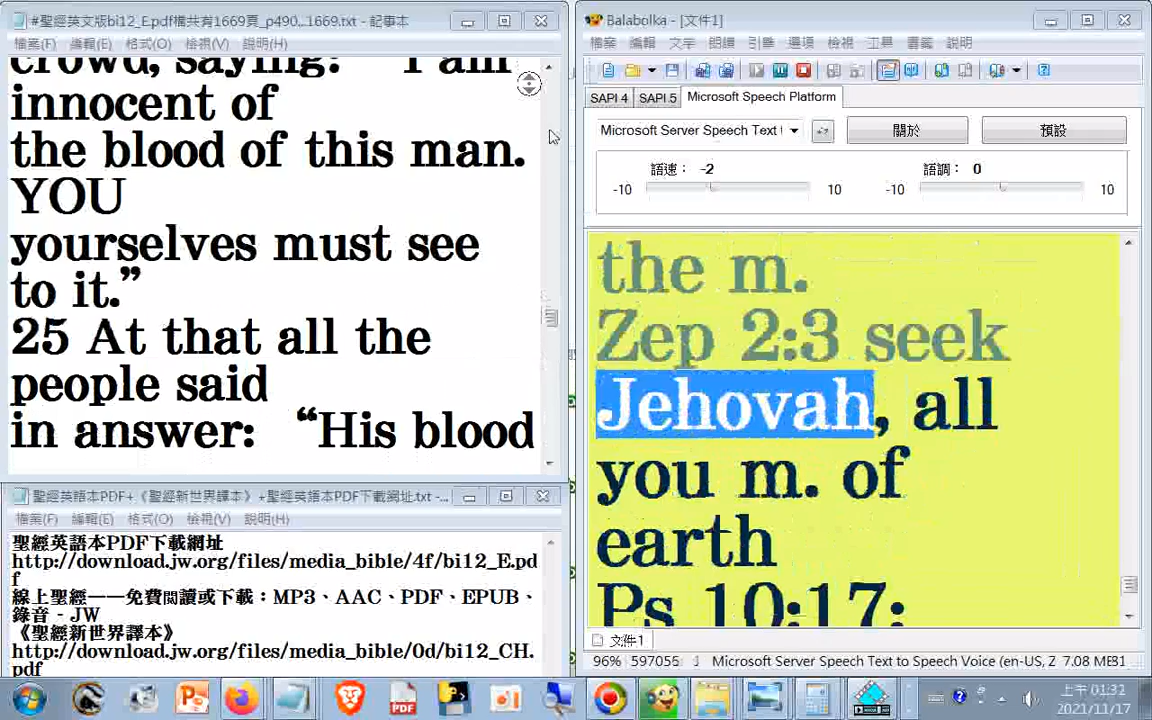 #聖經英文版bi12_E.pdf檔共有1669頁_p490,..1669.txt - 記事本
檔案(F) 編輯(E) 格式(O) 檢視(V) 說明(H)
crowd, saying: “I am
innocent of
the blood of this man.
YOU
yourselves must see
to it.”
25 At that all the
people said
in answer: “His blood
聖經英語本PDF+《聖經新世界譯本》+聖經英語本PDF下載網址.txt - ...
檔案(F) 編輯(E) 格式(O) 檢視(V) 說明(H)
聖經英語本PDF下載網址
http://download.jw.org/files/media_bible/4f/bi12_E.pd
f
線上聖經——免費閱讀或下載：MP3、AAC、PDF、EPUB、
錄音 - JW
《聖經新世界譯本》
http://download.jw.org/files/media_bible/0d/bi12_CH.
pdf
Balabolka - [文件1]
檔案 編輯 文字 朗讀 引擎 選項 檢視 工具 書籤 說明
SAPI 4 SAPI 5 Microsoft Speech Platform
Microsoft Server Speech Text t 關於 預設
語速： -2 語調： 0
-10 10 -10 10
the m.
Zep 2:3 seek
Jehovah, all
you m. of
earth
Ps 10:17:
文件1
96% 597055 1 Microsoft Server Speech Text to Speech Voice (en-US, Z 7.08 MB31
上午 01:32
2021/11/17